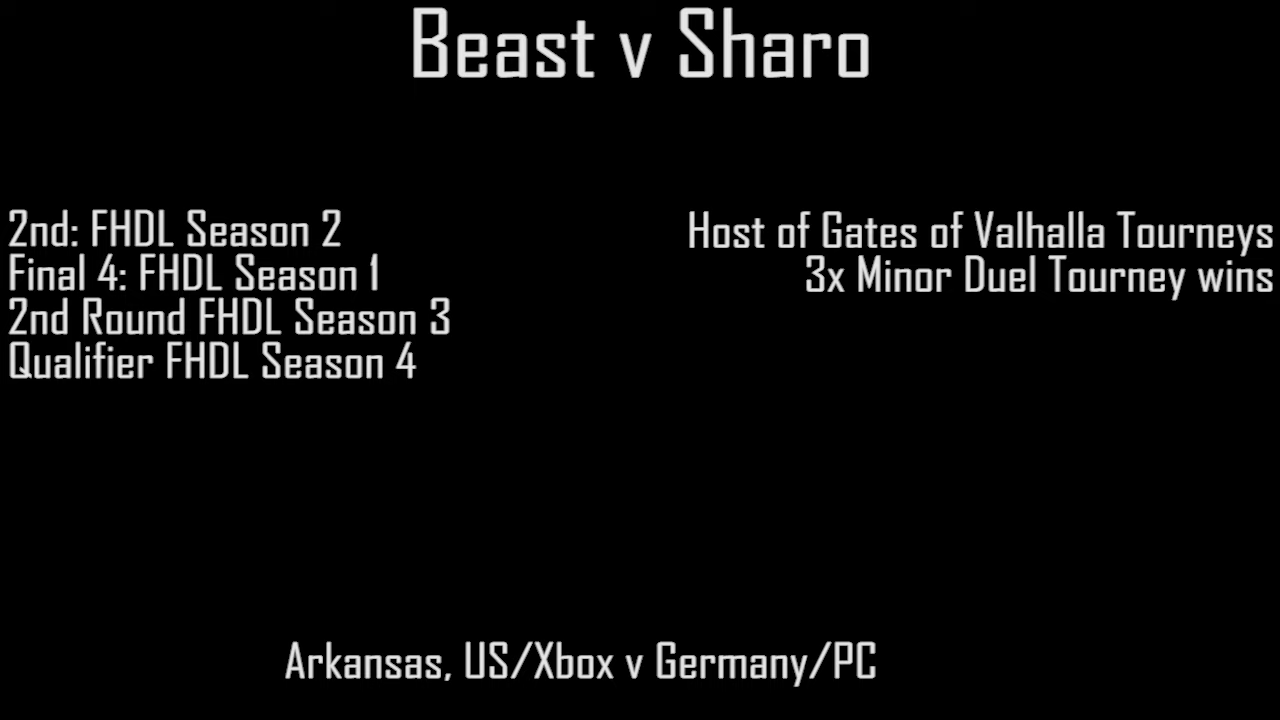 Beast v Sharo
2nd: FHDL Season 2
Final 4: FHDL Season 1
2nd Round FHDL Season 3
Qualifier FHDL Season 4
Host of Gates of Valhalla Tourneys
3x Minor Duel Tourney wins
Arkansas, US/Xbox v Germany/PC